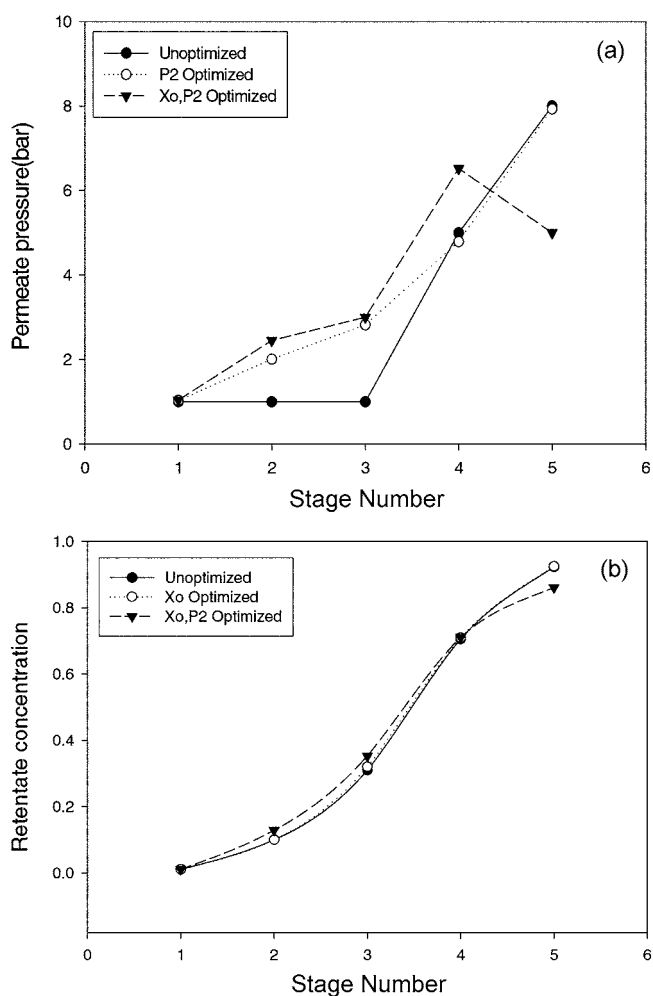 10
8
6
4
2
0
Permeate pressure(bar)
Unoptimized
P2 Optimized
Xo,P2 Optimized
(a)
0 1 2 3 4 5 6
Stage Number
1.0
0.8
0.6
0.4
0.2
0.0
Retentate concentration
Unoptimized
Xo Optimized
Xo,P2 Optimized
(b)
0 1 2 3 4 5 6
Stage Number